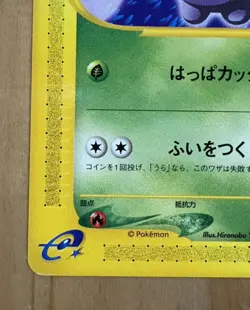 はっぱカッ
ふいをつく
コインを1回投げ、「うら」なら、このワザは失敗
弱点 抵抗力
© Pokémon Illus. Hironobu
e